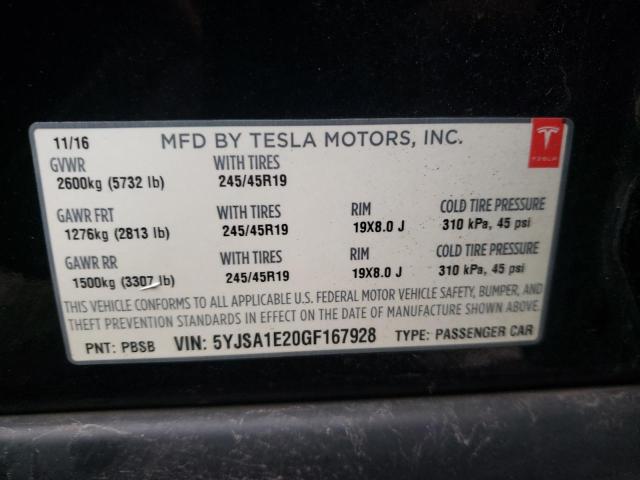 11/16 MFD BY TESLA MOTORS, INC.
TESLA
GVWR WITH TIRES
2600kg (5732 lb) 245/45R19
GAWR FRT WITH TIRES RIM COLD TIRE PRESSURE
1276kg (2813 lb) 245/45R19 19X8.0 J 310 kPa, 45 psi
GAWR RR WITH TIRES RIM COLD TIRE PRESSURE
1500kg (3307 lb) 245/45R19 19X8.0 J 310 kPa, 45 psi
THIS VEHICLE CONFORMS TO ALL APPLICABLE U.S. FEDERAL MOTOR VEHICLE SAFETY, BUMPER, AND
THEFT PREVENTION STANDARDS IN EFFECT ON THE DATE OF MANUFACTURE SHOWN ABOVE.
PNT: PBSB VIN: 5YJSA1E20GF167928 TYPE: PASSENGER CAR